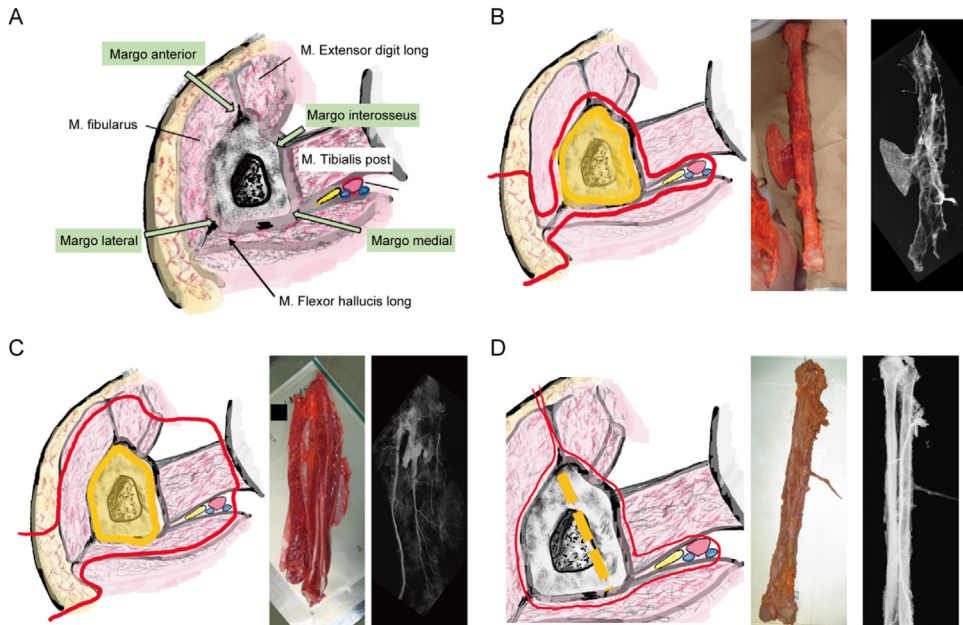 A
Margo anterior
M. Extensor digit long
M. fibularus
Margo interosseus
M. Tibialis post
Margo lateral
Margo medial
M. Flexor hallucis long
B
C
D